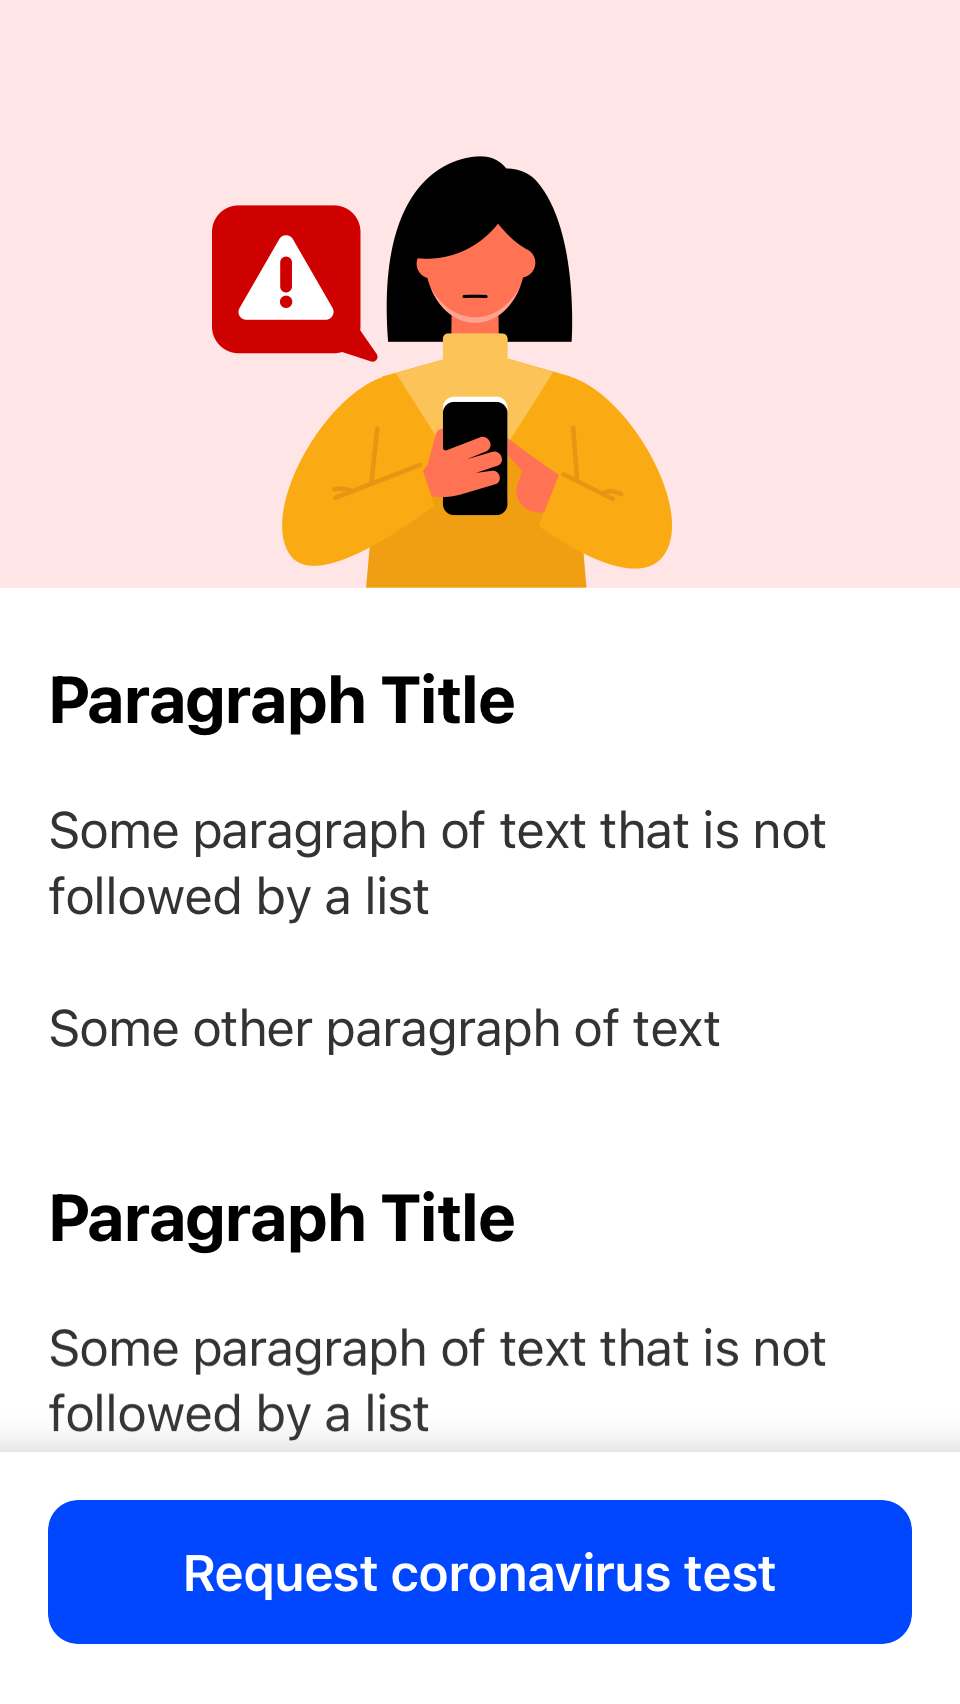 Paragraph Title
Some paragraph of text that is not
followed by a list
Some other paragraph of text
Paragraph Title
Some paragraph of text that is not
followed by a list
Request coronavirus test